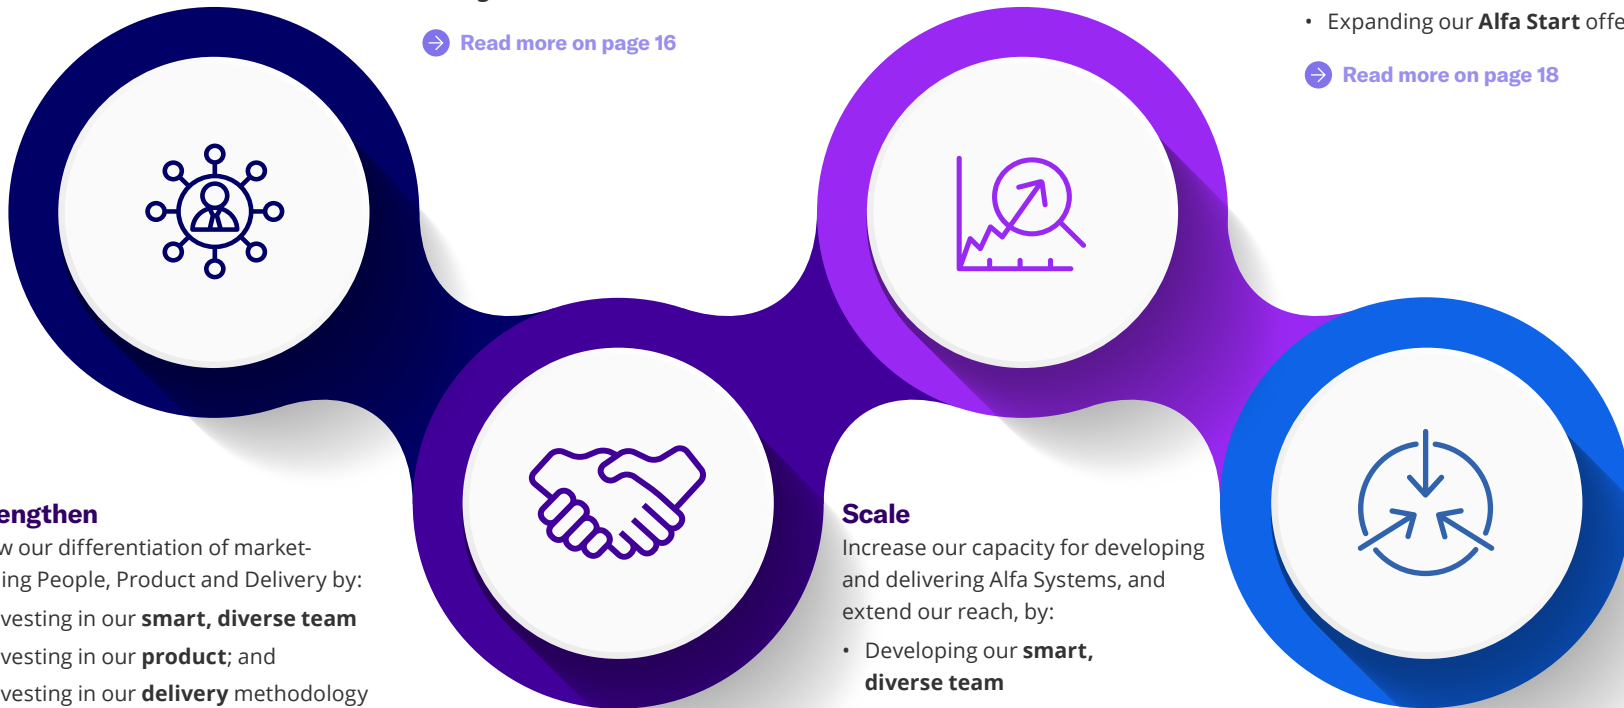 Read more on page 16
• Expanding our Alfa Start offe
Read more on page 18
engthen
w our differentiation of market-
ing People, Product and Delivery by:
vesting in our smart, diverse team
vesting in our product; and
vesting in our delivery methodology
Scale
Increase our capacity for developing
and delivering Alfa Systems, and
extend our reach, by:
• Developing our smart,
diverse team